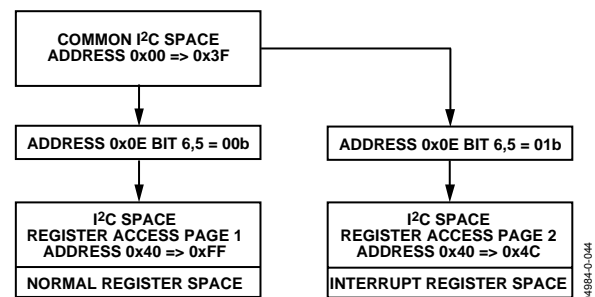 COMMON I²C SPACE
ADDRESS 0x00 => 0x3F
ADDRESS 0x0E BIT 6,5 = 00b
ADDRESS 0x0E BIT 6,5 = 01b
I²C SPACE
REGISTER ACCESS PAGE 1
ADDRESS 0x40 => 0xFF
NORMAL REGISTER SPACE
I²C SPACE
REGISTER ACCESS PAGE 2
ADDRESS 0x40 => 0x4C
INTERRUPT REGISTER SPACE
04984-0-044